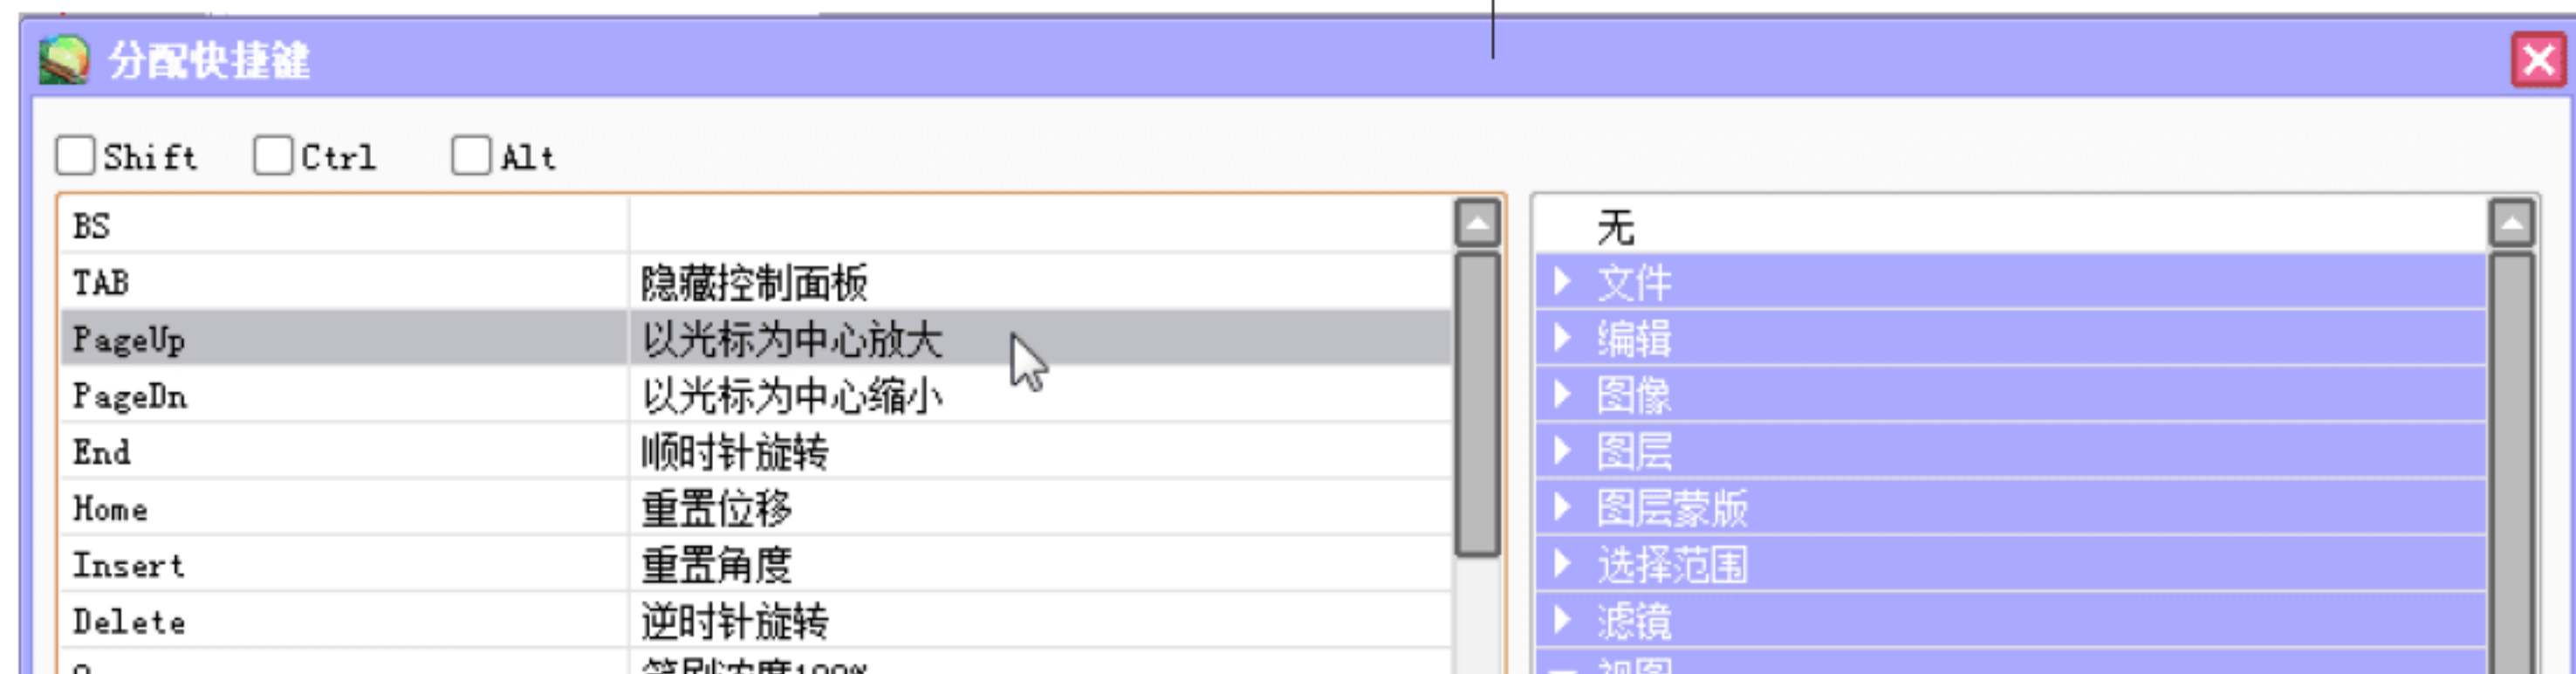 分配快捷键
Shift Ctrl Alt
BS
TAB 隐藏控制面板
PageUp 以光标为中心放大
PageDn 以光标为中心缩小
End 顺时针旋转
Home 重置位移
Insert 重置角度
Delete 逆时针旋转
无
文件
编辑
图像
图层
图层蒙版
选择范围
滤镜
视图